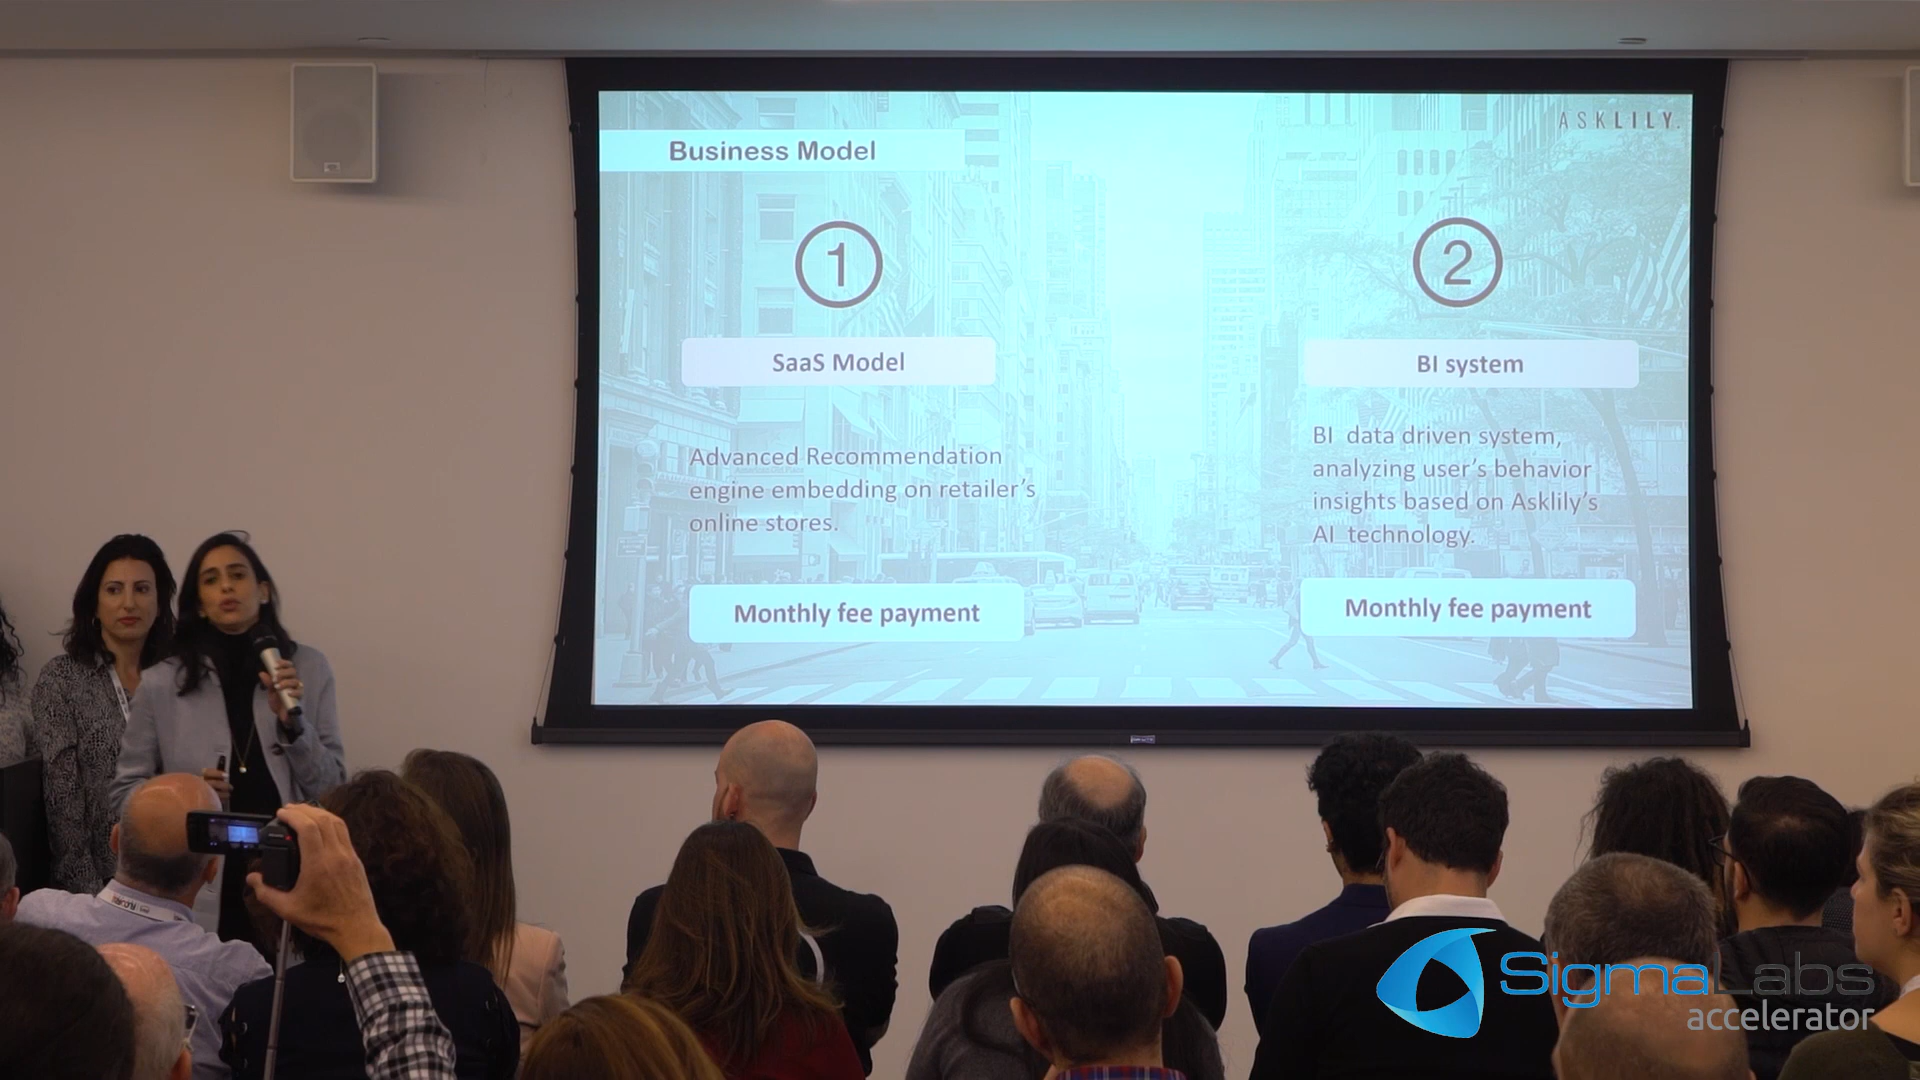 ASKLILY.
Business Model
1
2
SaaS Model
BI system
Advanced Recommendation
engine embedding on retailer's
online stores.
BI data driven system,
analyzing user's behavior
insights based on Asklily's
AI technology.
Monthly fee payment
Monthly fee payment
SigmaLabs
accelerator